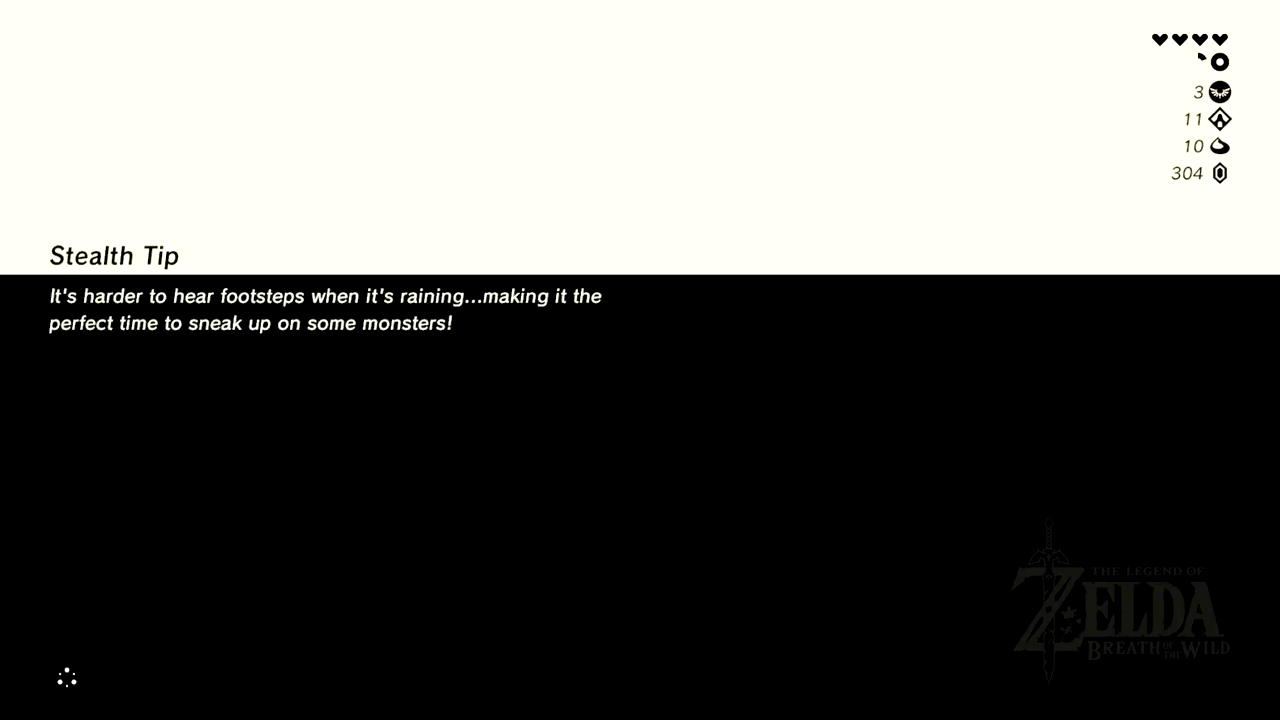 3
11
10
304
Stealth Tip
It's harder to hear footsteps when it's raining...making it the
perfect time to sneak up on some monsters!
THE LEGEND OF
ZELDA
BREATH OF THE WILD